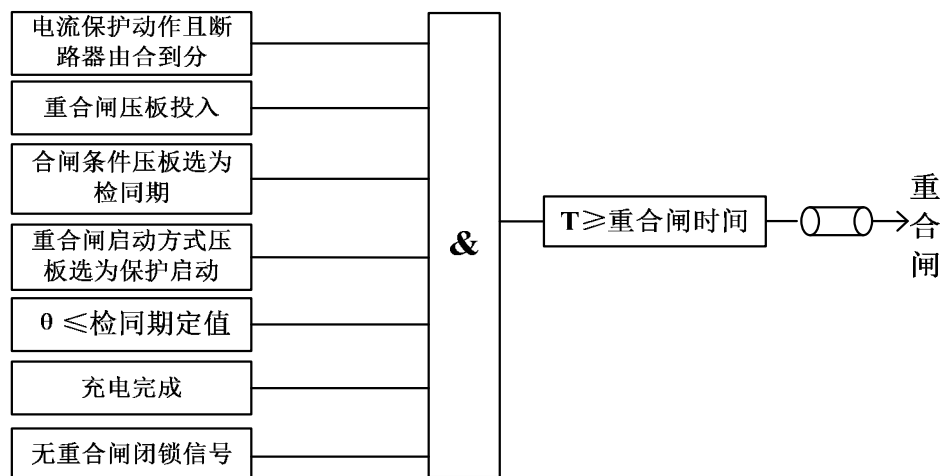 电流保护动作且断
路器由合到分
重合闸压板投入
合闸条件压板选为
检同期
重合闸启动方式压
板选为保护启动
θ ≤检同期定值
充电完成
无重合闸闭锁信号
&
T≥重合闸时间
重
合
闸